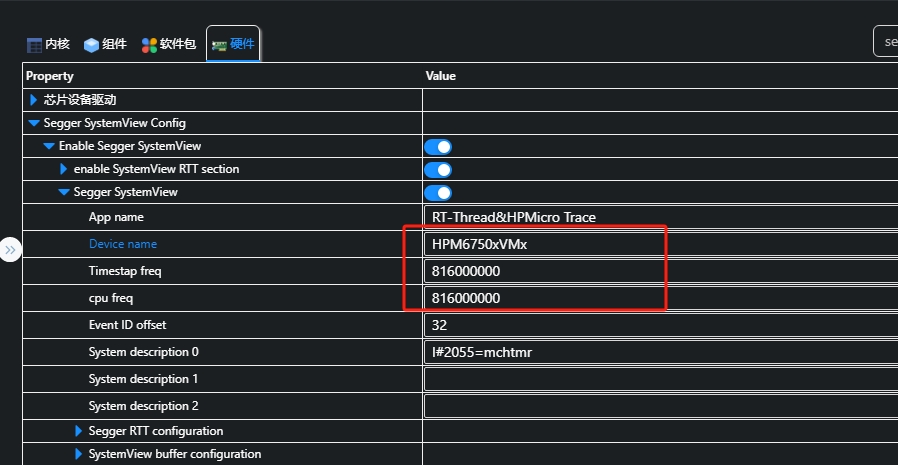 内核 组件 软件包 硬件 se
Property Value
芯片设备驱动
Segger SystemView Config
Enable Segger SystemView
enable SystemView RTT section
Segger SystemView
App name RT-Thread&HPMicro Trace
Device name HPM6750xVMx
Timestap freq 816000000
cpu freq 816000000
Event ID offset 32
System description 0 I#2055=mchtmr
System description 1
System description 2
Segger RTT configuration
SystemView buffer configuration